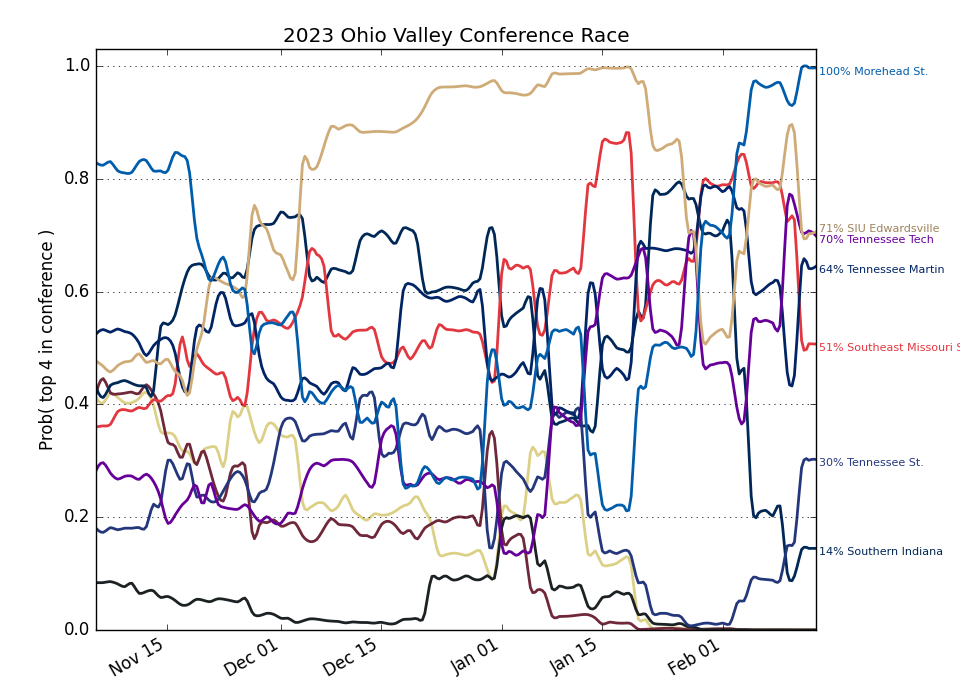 2023 Ohio Valley Conference Race
Prob( top 4 in conference )
1.0
0.8
0.6
0.4
0.2
0.0
Nov 15
Dec 01
Dec 15
Jan 01
Jan 15
Feb 01
100% Morehead St.
71% SIU Edwardsville
70% Tennessee Tech
64% Tennessee Martin
51% Southeast Missouri S
30% Tennessee St.
14% Southern Indiana